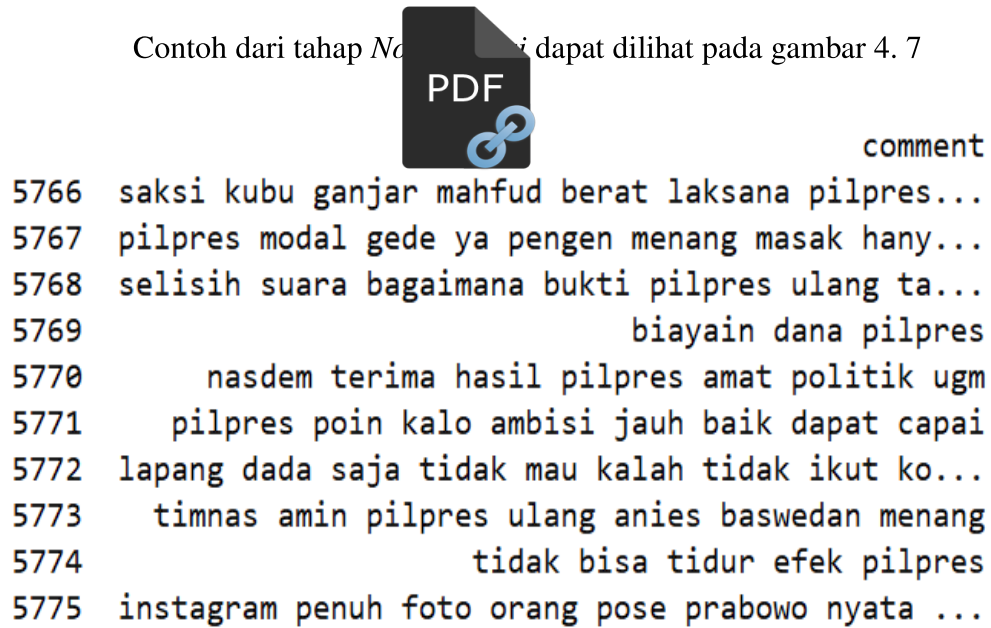 Contoh dari tahap dapat dilihat pada gambar 4. 7
PDF
comment
5766 saksi kubu ganjar mahfud berat laksana pilpres...
5767 pilpres modal gede ya pengen menang masak hany...
5768 selisih suara bagaimana bukti pilpres ulang ta...
5769 biayain dana pilpres
5770 nasdem terima hasil pilpres amat politik ugm
5771 pilpres poin kalo ambisi jauh baik dapat capai
5772 lapang dada saja tidak mau kalah tidak ikut ko...
5773 timnas amin pilpres ulang anies baswedan menang
5774 tidak bisa tidur efek pilpres
5775 instagram penuh foto orang pose prabowo nyata ...